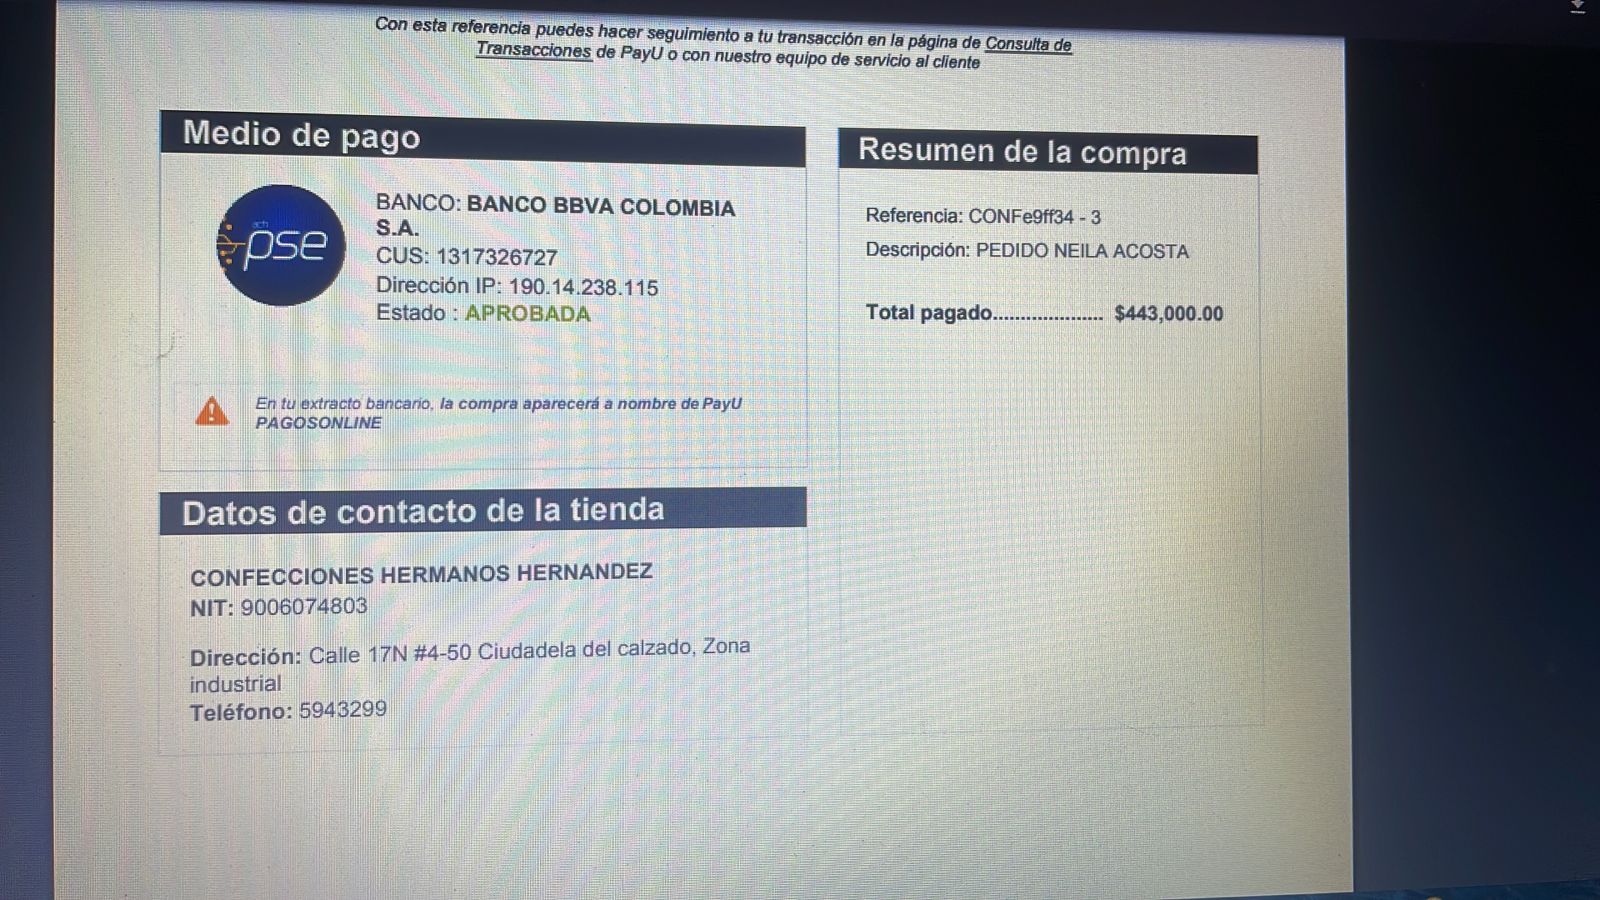 Con esta referencia puedes hacer seguimiento a tu transacción en la página de Consulta de
Transacciones de PayU o con nuestro equipo de servicio al cliente
Medio de pago
ach
pse
BANCO: BANCO BBVA COLOMBIA
S.A.
CUS: 1317326727
Dirección IP: 190.14.238.115
Estado : APROBADA
En tu extracto bancario, la compra aparecerá a nombre de PayU
PAGOSONLINE
Resumen de la compra
Referencia: CONFe9ff34 - 3
Descripción: PEDIDO NEILA ACOSTA
Total pagado.................... $443,000.00
Datos de contacto de la tienda
CONFECCIONES HERMANOS HERNANDEZ
NIT: 9006074803
Dirección: Calle 17N #4-50 Ciudadela del calzado, Zona
industrial
Teléfono: 5943299